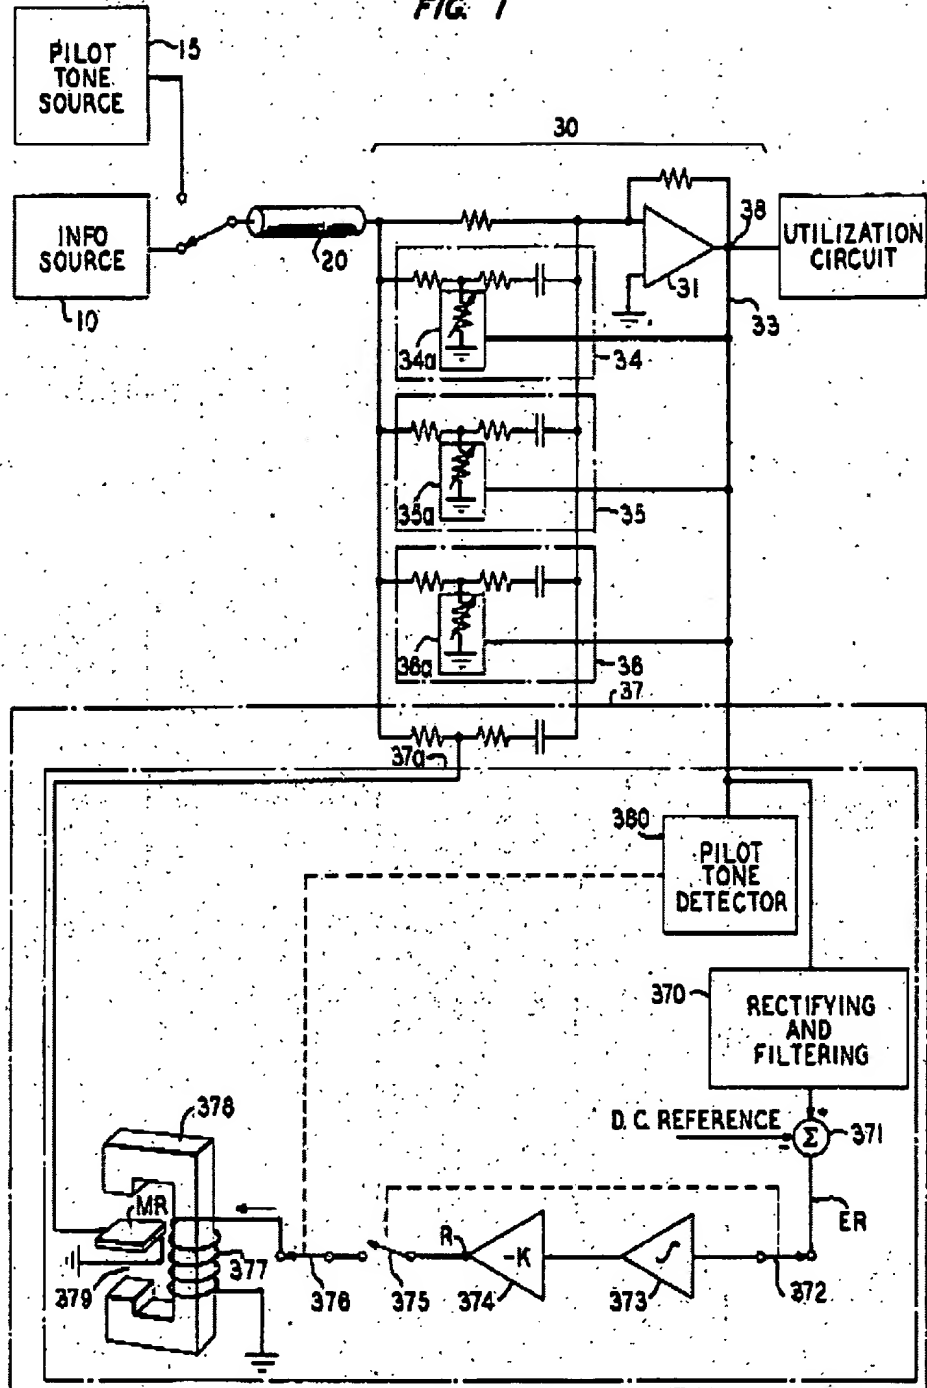 FIG. 1
PILOT
TONE
SOURCE
15
30
INFO
SOURCE
10
20
31
38
UTILIZATION
CIRCUIT
33
34a
34
35a
35
36a
36
37
37a
380
PILOT
TONE
DETECTOR
370
RECTIFYING
AND
FILTERING
D.C. REFERENCE
+
-
Σ
371
ER
378
MR
377
379
376
375
R
-K
374
∫
373
372